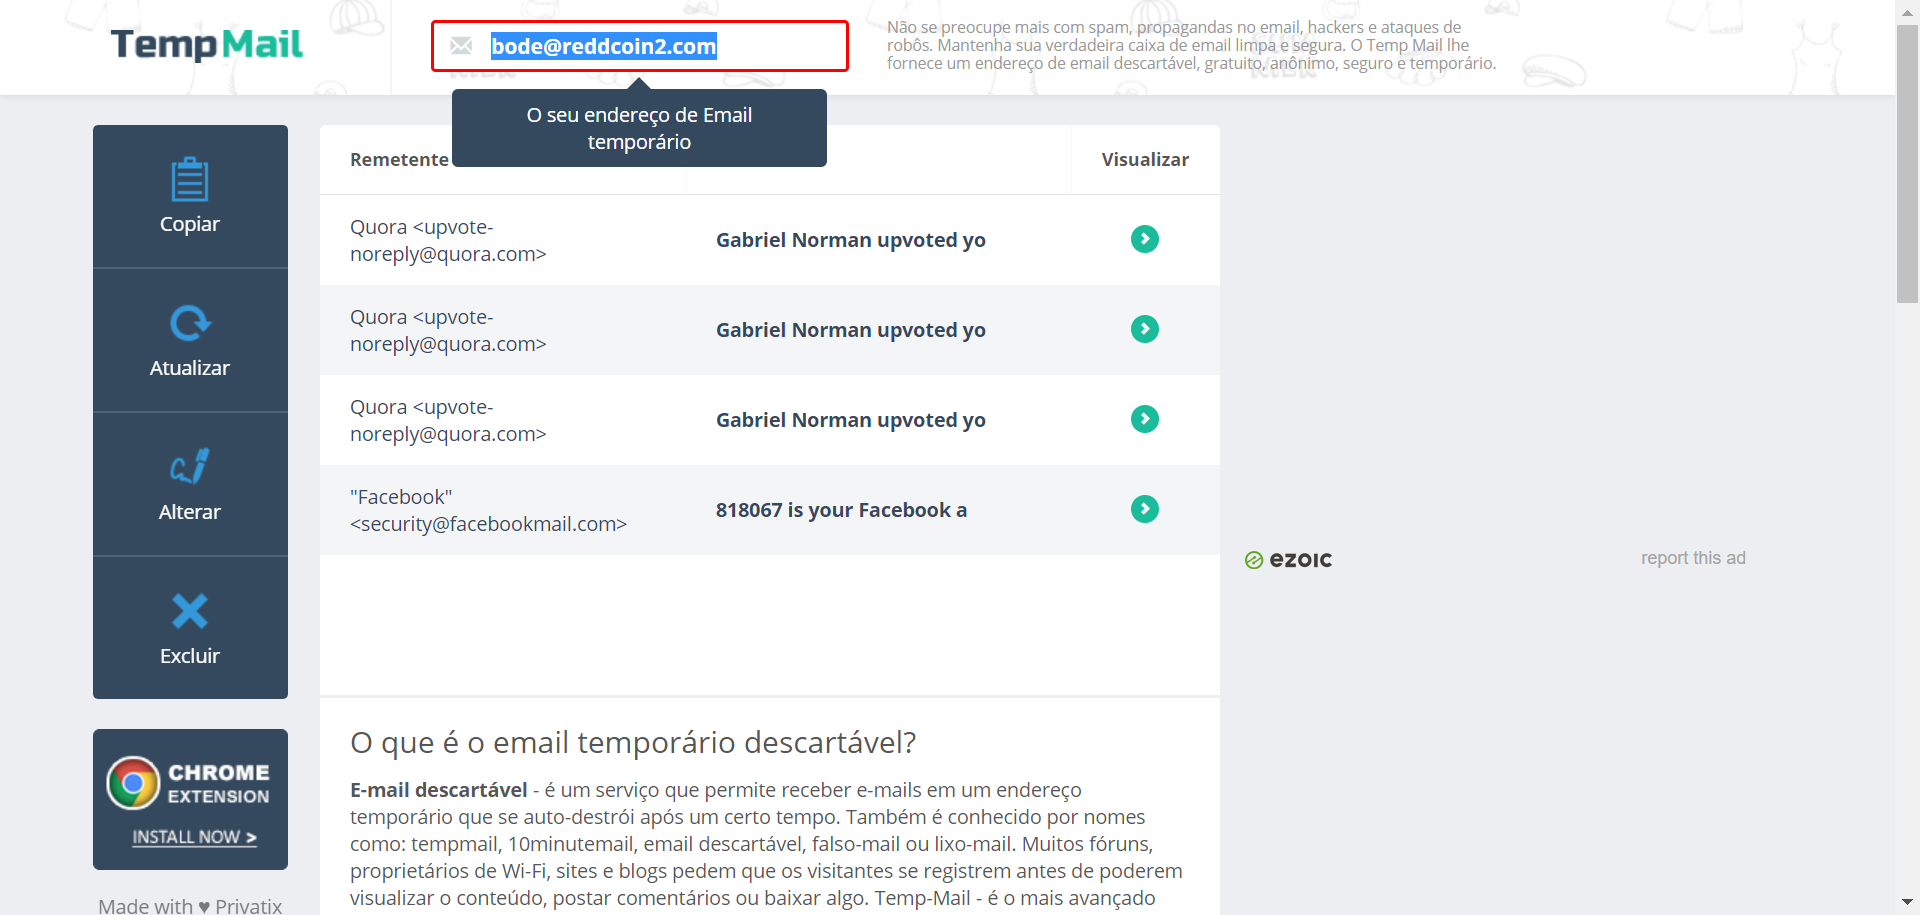 TempMail
bode@reddcoin2.com
Não se preocupe mais com spam, propagandas no email, hackers e ataques de
robôs. Mantenha sua verdadeira caixa de email limpa e segura. O Temp Mail lhe
fornece um endereço de email descartável, gratuito, anônimo, seguro e temporário.
O seu endereço de Email
temporário
Copiar
Atualizar
Alterar
Excluir
CHROME
EXTENSION
INSTALL NOW >
Made with ♥ Privatix
Remetente
Visualizar
Quora <upvote-
noreply@quora.com>
Gabriel Norman upvoted yo
Quora <upvote-
noreply@quora.com>
Gabriel Norman upvoted yo
Quora <upvote-
noreply@quora.com>
Gabriel Norman upvoted yo
"Facebook"
<security@facebookmail.com>
818067 is your Facebook a
ezoic
report this ad
O que é o email temporário descartável?
E-mail descartável - é um serviço que permite receber e-mails em um endereço
temporário que se auto-destrói após um certo tempo. Também é conhecido por nomes
como: tempmail, 10minutemail, email descartável, falso-mail ou lixo-mail. Muitos fóruns,
proprietários de Wi-Fi, sites e blogs pedem que os visitantes se registrem antes de poderem
visualizar o conteúdo, postar comentários ou baixar algo. Temp-Mail - é o mais avançado